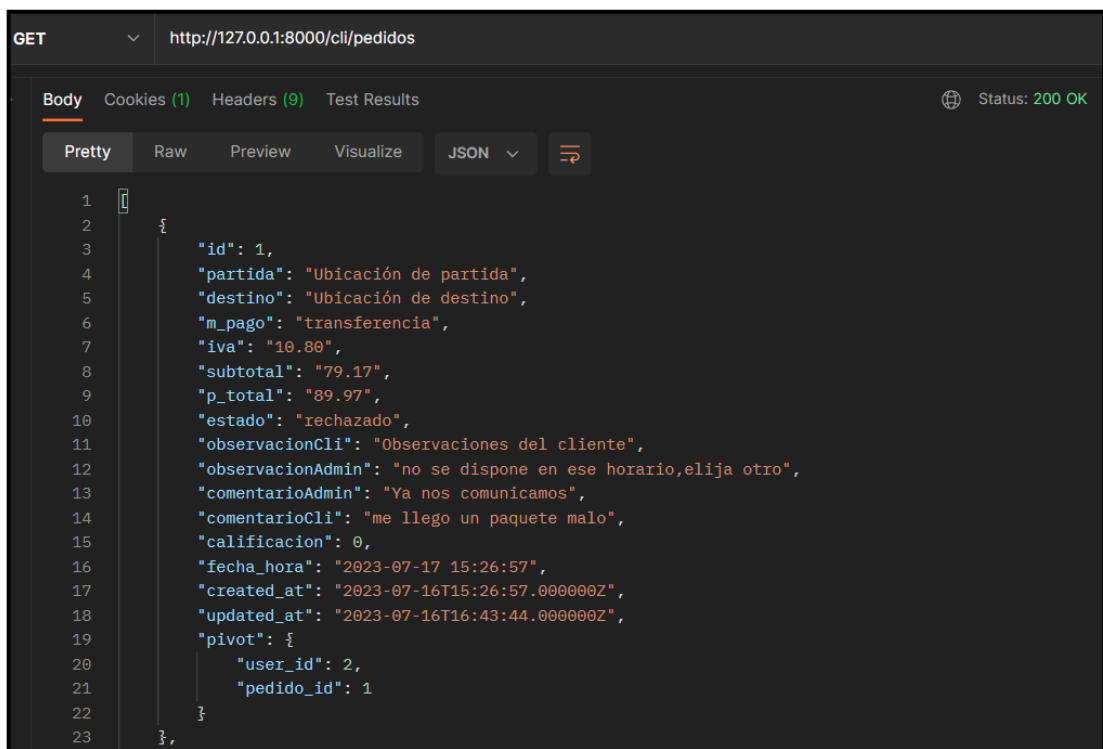 GET http://127.0.0.1:8000/cli/pedidos
Body Cookies (1) Headers (9) Test Results Status: 200 OK
Pretty Raw Preview Visualize JSON
1 [
2 {
3 "id": 1,
4 "partida": "Ubicación de partida",
5 "destino": "Ubicación de destino",
6 "m_pago": "transferencia",
7 "iva": "10.80",
8 "subtotal": "79.17",
9 "p_total": "89.97",
10 "estado": "rechazado",
11 "observacionCli": "Observaciones del cliente",
12 "observacionAdmin": "no se dispone en ese horario,elija otro",
13 "comentarioAdmin": "Ya nos comunicamos",
14 "comentarioCli": "me llego un paquete malo",
15 "calificacion": 0,
16 "fecha_hora": "2023-07-17 15:26:57",
17 "created_at": "2023-07-16T15:26:57.000000Z",
18 "updated_at": "2023-07-16T16:43:44.000000Z",
19 "pivot": {
20 "user_id": 2,
21 "pedido_id": 1
22 }
23 },